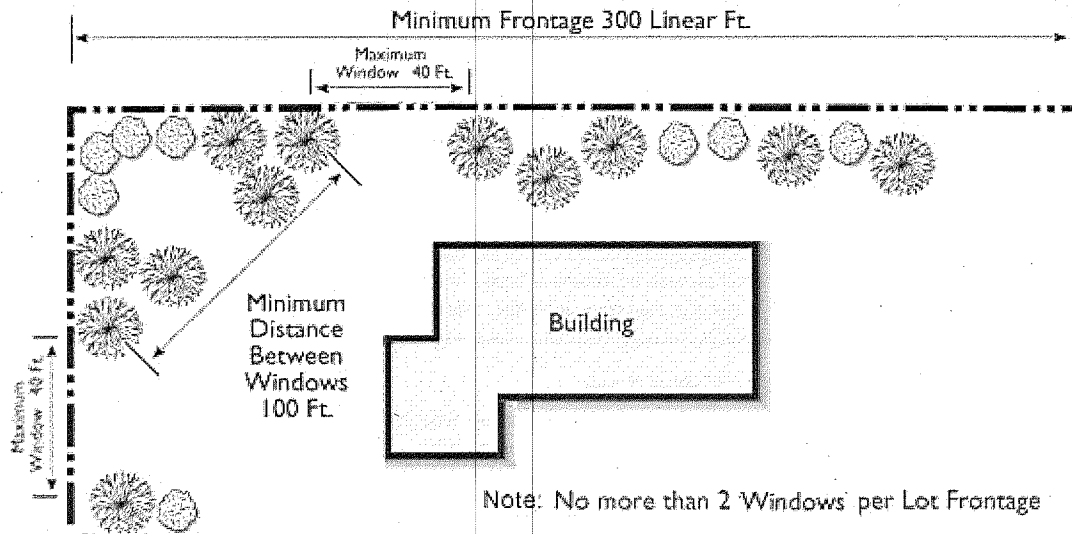 Minimum Frontage 300 Linear Ft.
Maximum
Window 40 Ft.
Minimum
Distance
Between
Windows
100 Ft.
Building
Maximum
Window 40 Ft.
Note: No more than 2 Windows per Lot Frontage